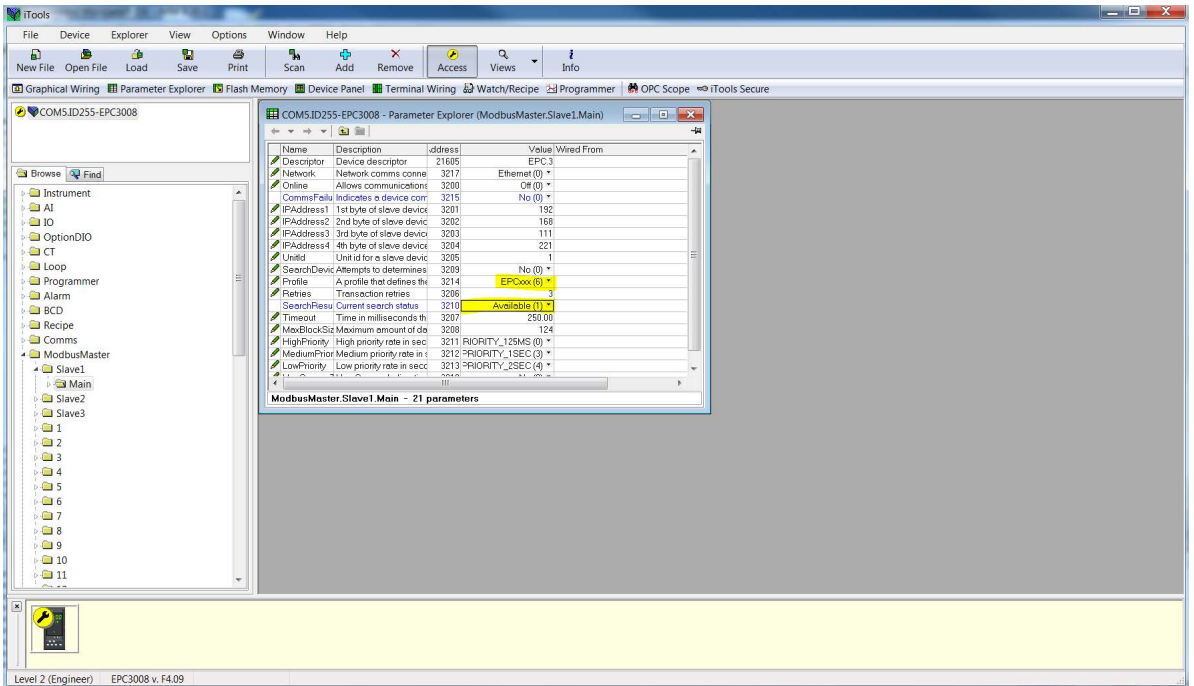 iTools
File Device Explorer View Options Window Help
New File Open File Load Save Print Scan Add Remove Access Views Info
Graphical Wiring Parameter Explorer Flash Memory Device Panel Terminal Wiring Watch/Recipe Programmer OPC Scope iTools Secure
COM5.ID255-EPC3008
Browse Find
Instrument
AI
IO
OptionDIO
CT
Loop
Programmer
Alarm
BCD
Recipe
Comms
ModbusMaster
Slave1
Main
Slave2
Slave3
1
2
3
4
5
6
7
8
9
10
11
COM5.ID255-EPC3008 - Parameter Explorer (ModbusMaster.Slave1.Main)
Name Description ddress Value Wired From
Descriptor Device descriptor 21605 EPC.3
Network Network comms conne 3217 Ethernet (0)
Online Allows communications 3200 Off (0)
CommsFailu Indicates a device com 3215 No (0)
IPAddress1 1st byte of slave device 3201 192
IPAddress2 2nd byte of slave devic 3202 168
IPAddress3 3rd byte of slave device 3203 111
IPAddress4 4th byte of slave device 3204 221
UnitId Unit id for a slave devic 3205 1
SearchDevic Attempts to determines 3209 No (0)
Profile A profile that defines the 3214 EPCxxx (6)
Retries Transaction retries 3206 3
SearchResu Current search status 3210 Available (1)
Timeout Time in milliseconds th 3207 250.00
MaxBlockSiz Maximum amount of da 3208 124
HighPriority High priority rate in sec 3211 RIORITY_125MS (0)
MediumPrior Medium priority rate in s 3212 PRIORITY_1SEC (3)
LowPriority Low priority rate in secc 3213 PRIORITY_2SEC (4)
ModbusMaster.Slave1.Main - 21 parameters
Level 2 (Engineer) EPC3008 v. F4.09